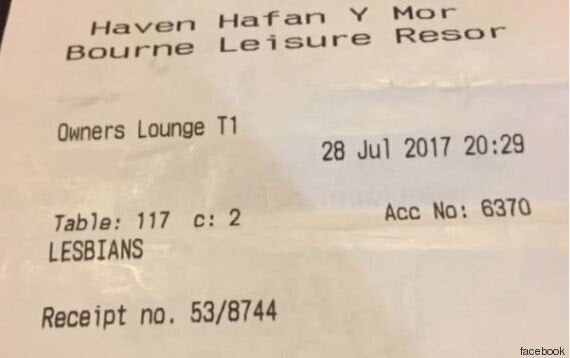 Haven Hafan Y Mor
Bourne Leisure Resor
Owners Lounge T1
28 Jul 2017 20:29
Table: 117 c: 2
Acc No: 6370
LESBIANS
Receipt no. 53/8744
facebook